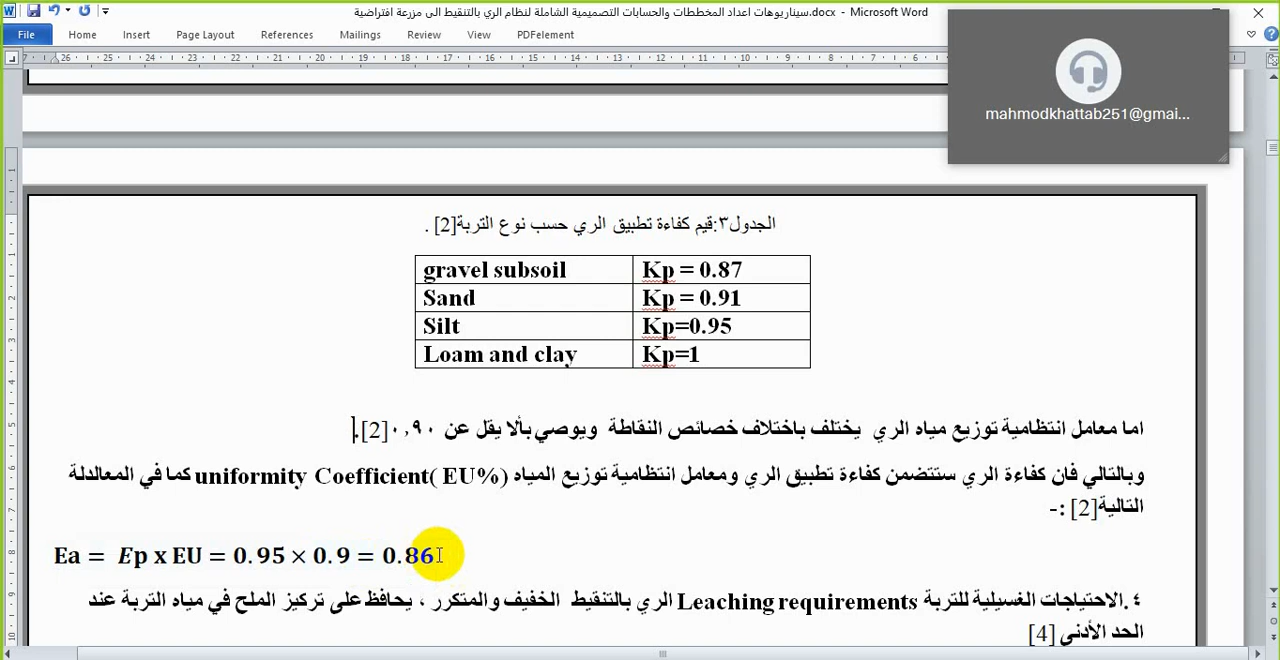 سيناريوهات اعداد المخططات والحسابات التصميمية الشاملة لنظام الري بالتنقيط الى مزرعة افتراضية.docx - Microsoft Word
File Home Insert Page Layout References Mailings Review View PDFelement
mahmodkhattab251@gmai...
الجدول٣:قيم كفاءة تطبيق الري حسب نوع التربة[2] .
gravel subsoil Kp = 0.87
Sand Kp = 0.91
Silt Kp=0.95
Loam and clay Kp=1
اما معامل انتظامية توزيع مياه الري يختلف باختلاف خصائص النقاطة ويوصي بألا يقل عن ٠,٩٠[2].
وبالتالي فان كفاءة الري ستتضمن كفاءة تطبيق الري ومعامل انتظامية توزيع المياه uniformity Coefficient( EU%) كما في المعالدلة
التالية[2] :-
Ea = Ep x EU = 0.95 × 0.9 = 0.86
٤.الاحتياجات الغسيلية للتربة Leaching requirements الري بالتنقيط الخفيف والمتكرر ، يحافظ على تركيز الملح في مياه التربة عند
الحد الأدنى [4]